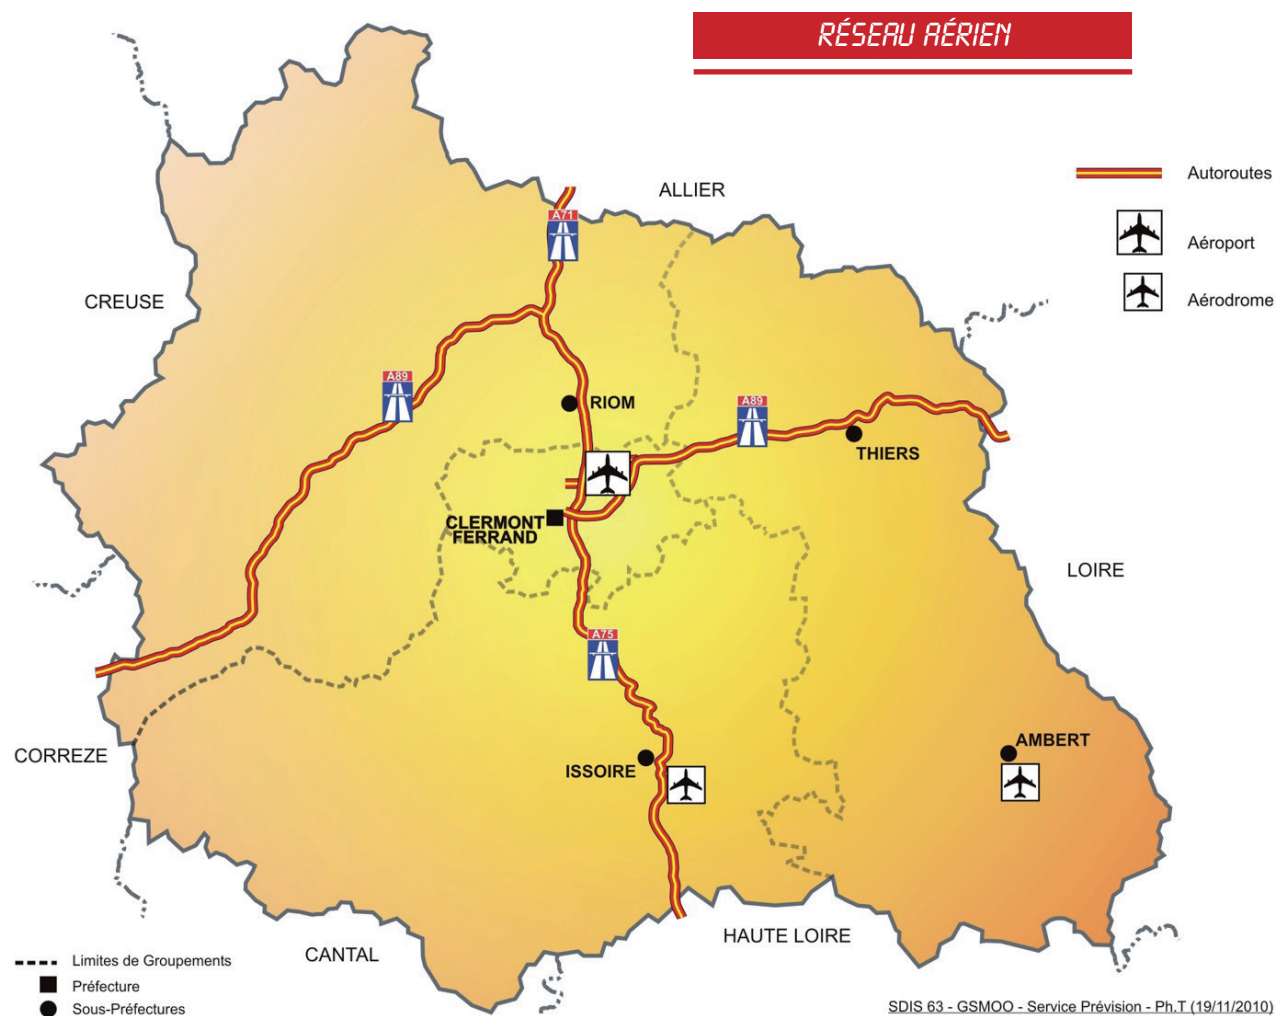 RÉSEAU AÉRIEN
ALLIER
Autoroutes
A71
Aéroport
CREUSE
Aérodrome
A89
A89
RIOM
THIERS
CLERMONT
FERRAND
LOIRE
A75
AMBERT
CORREZE
ISSOIRE
HAUTE LOIRE
CANTAL
Limites de Groupements
Préfecture
Sous-Préfectures
SDIS 63 - GSMOO - Service Prévision - Ph.T (19/11/2010)